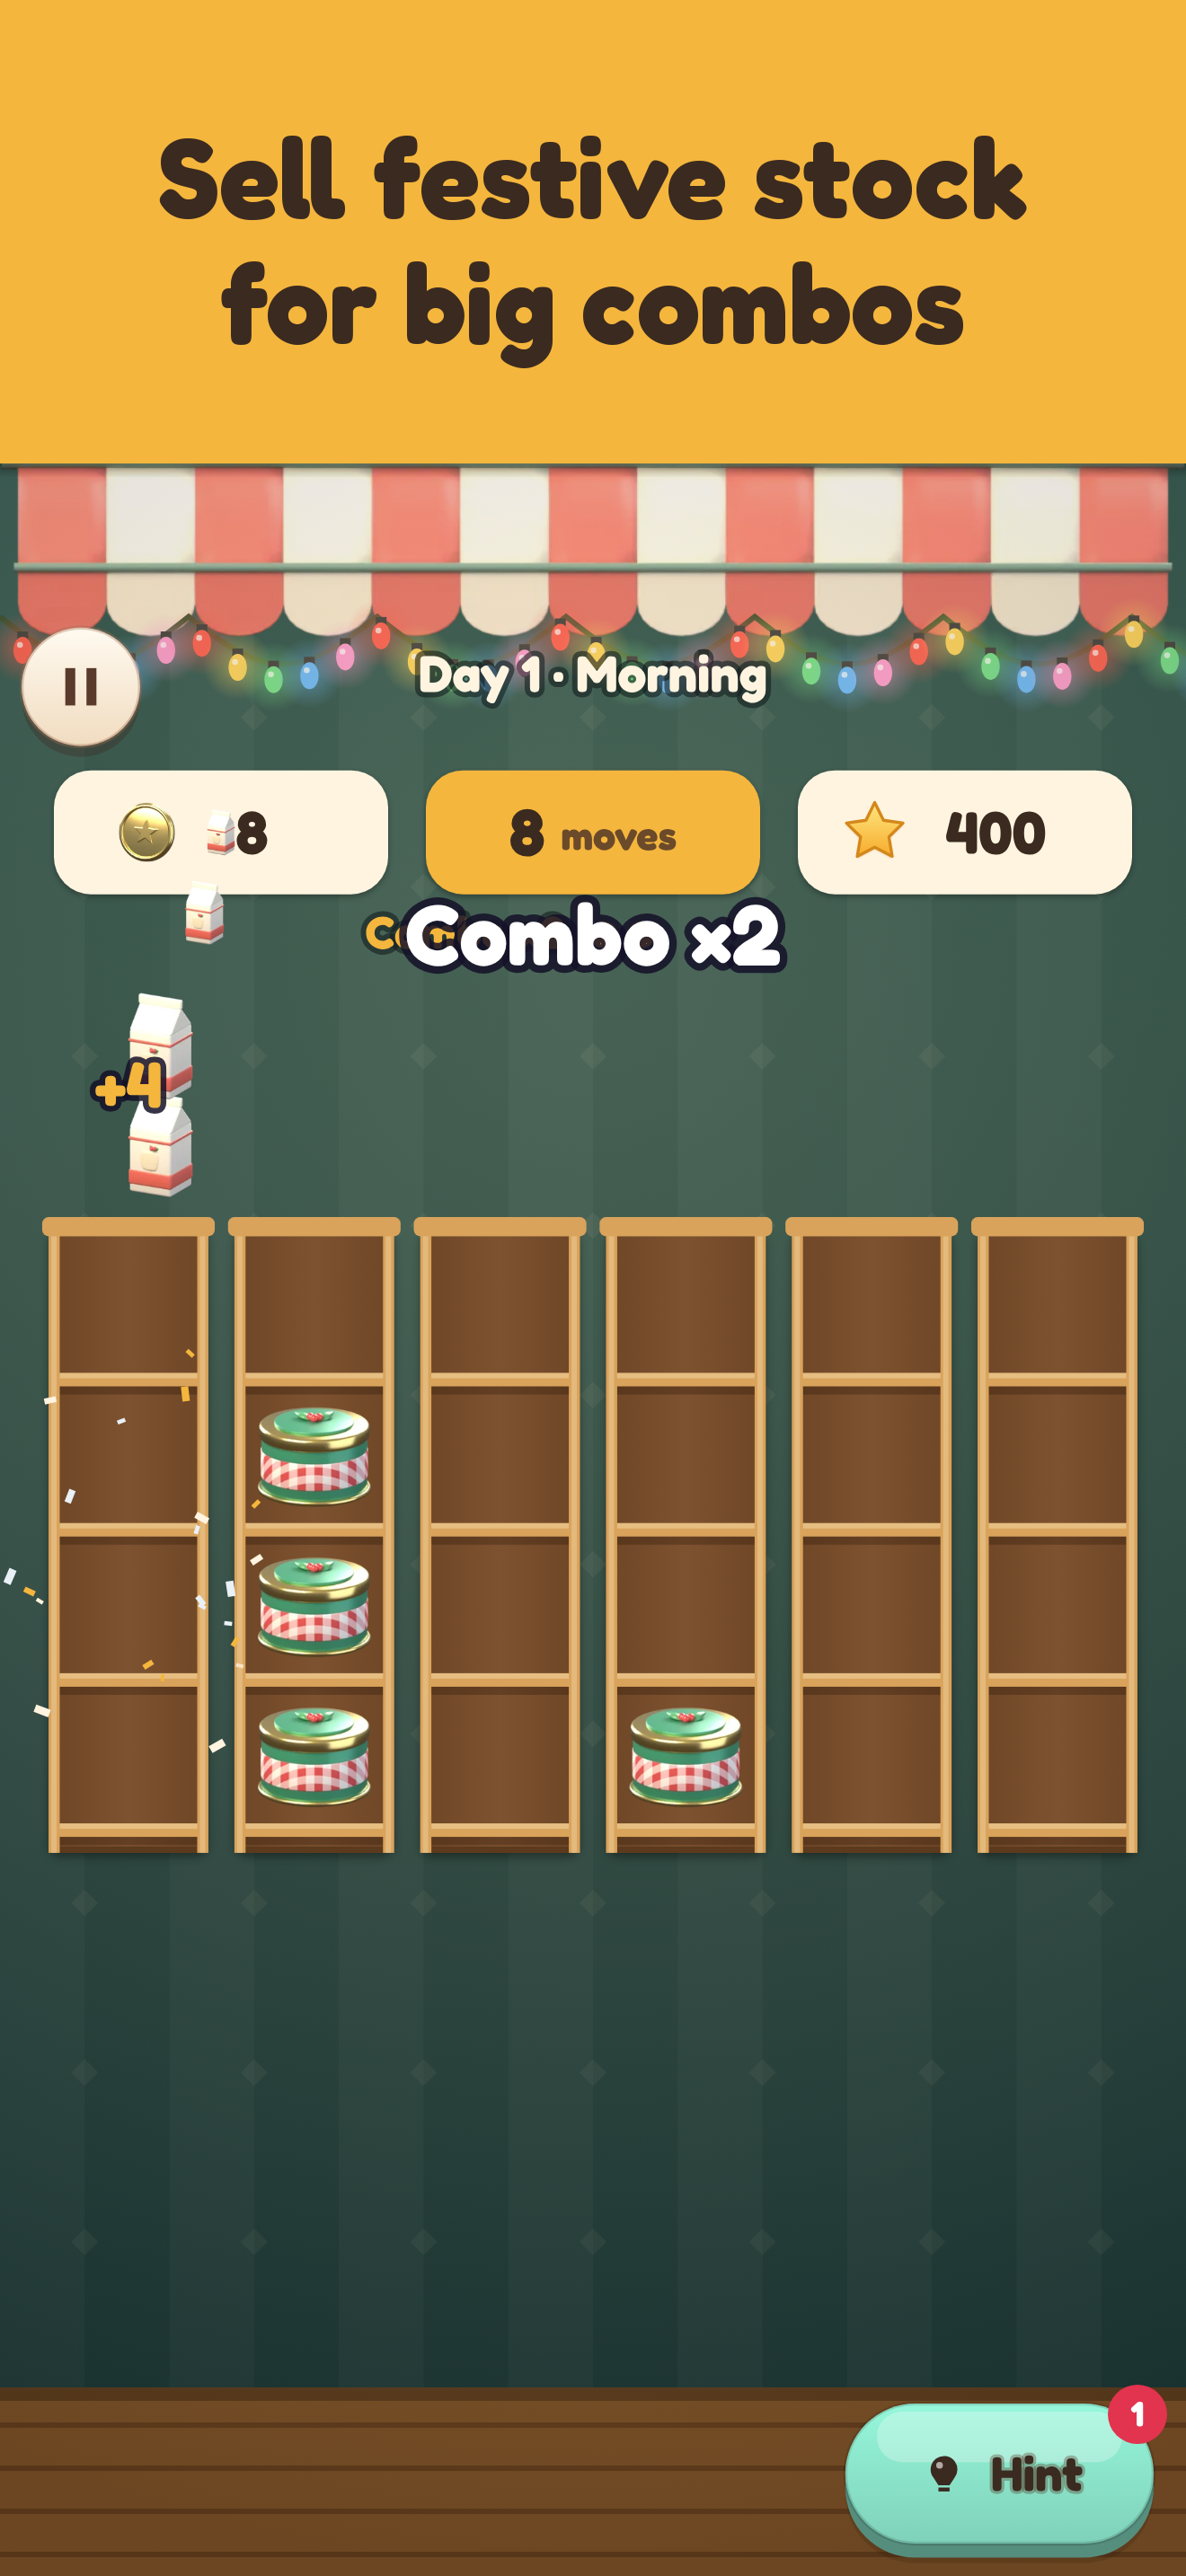 Sell festive stock
for big combos
Day 1 · Morning
8
8 moves
400
Combo x2
+4
Hint
1